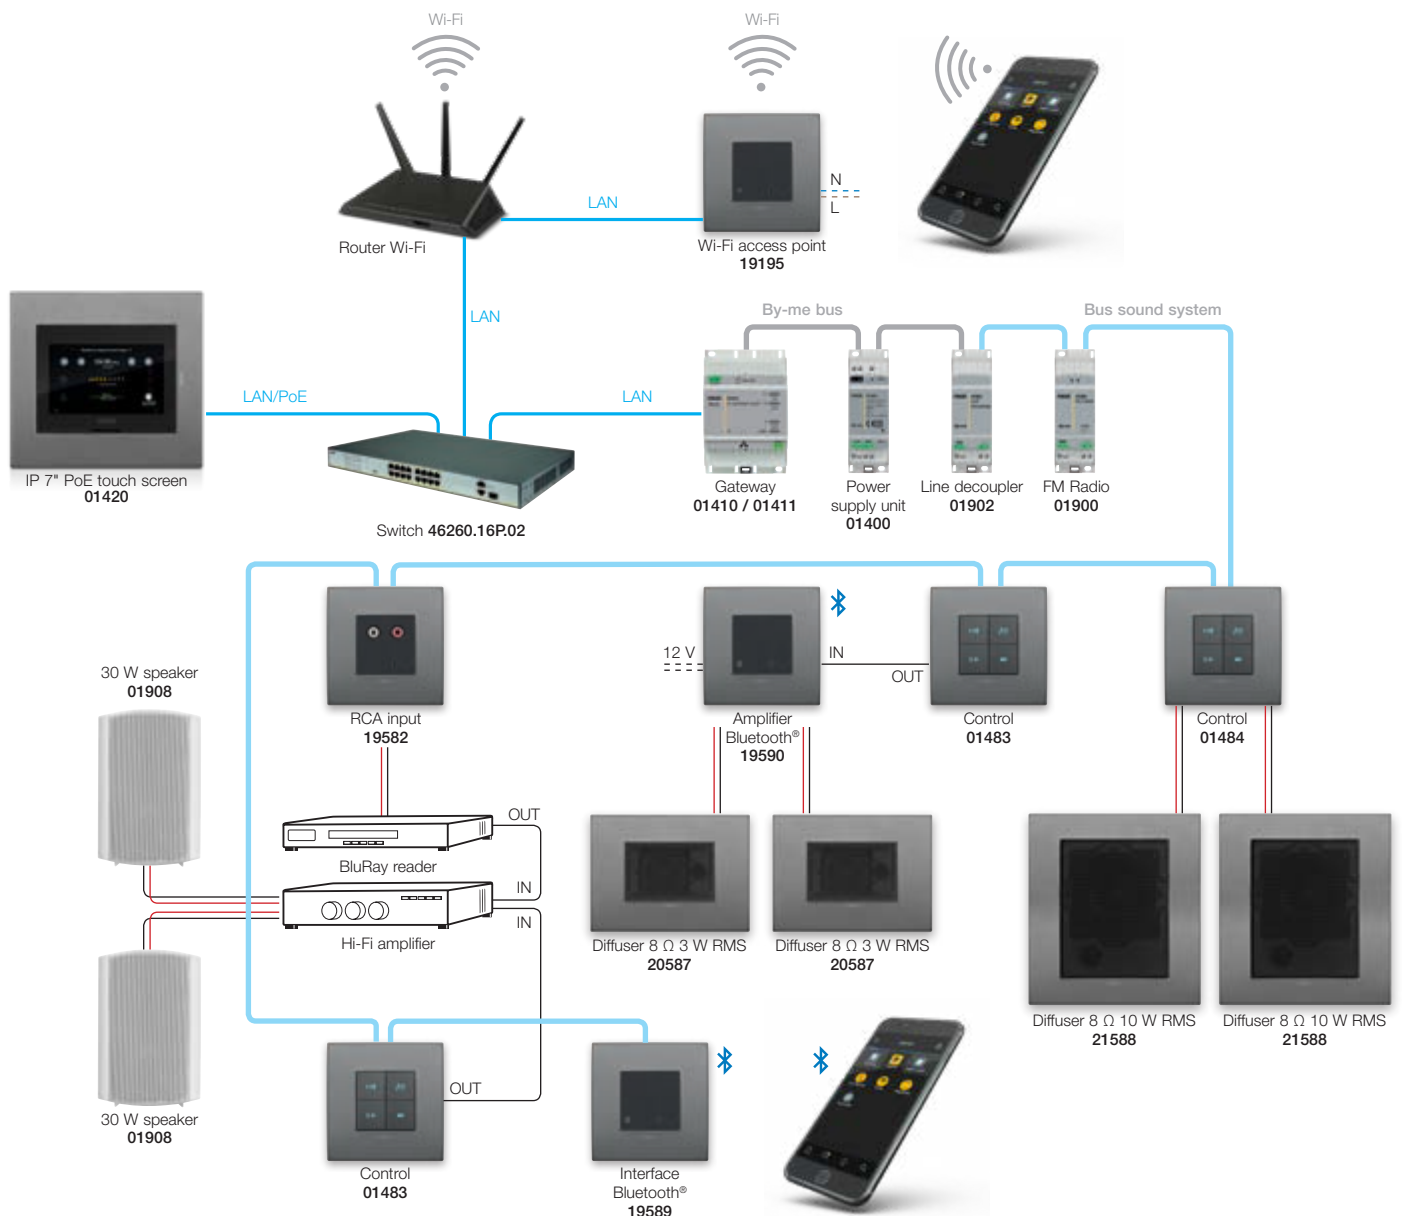 Wi-Fi
Wi-Fi
LAN
N
L
Router Wi-Fi
Wi-Fi access point
19195
LAN
By-me bus
Bus sound system
LAN/PoE
LAN
IP 7" PoE touch screen
01420
Switch 46260.16P.02
Gateway
01410 / 01411
Power
supply unit
01400
Line decoupler
01902
FM Radio
01900
30 W speaker
01908
RCA input
19582
12 V
IN
OUT
Amplifier
Bluetooth®
19590
Control
01483
Control
01484
OUT
BluRay reader
IN
IN
Hi-Fi amplifier
Diffuser 8 Ω 3 W RMS
20587
Diffuser 8 Ω 3 W RMS
20587
Diffuser 8 Ω 10 W RMS
21588
Diffuser 8 Ω 10 W RMS
21588
30 W speaker
01908
OUT
Control
01483
Interface
Bluetooth®
19589